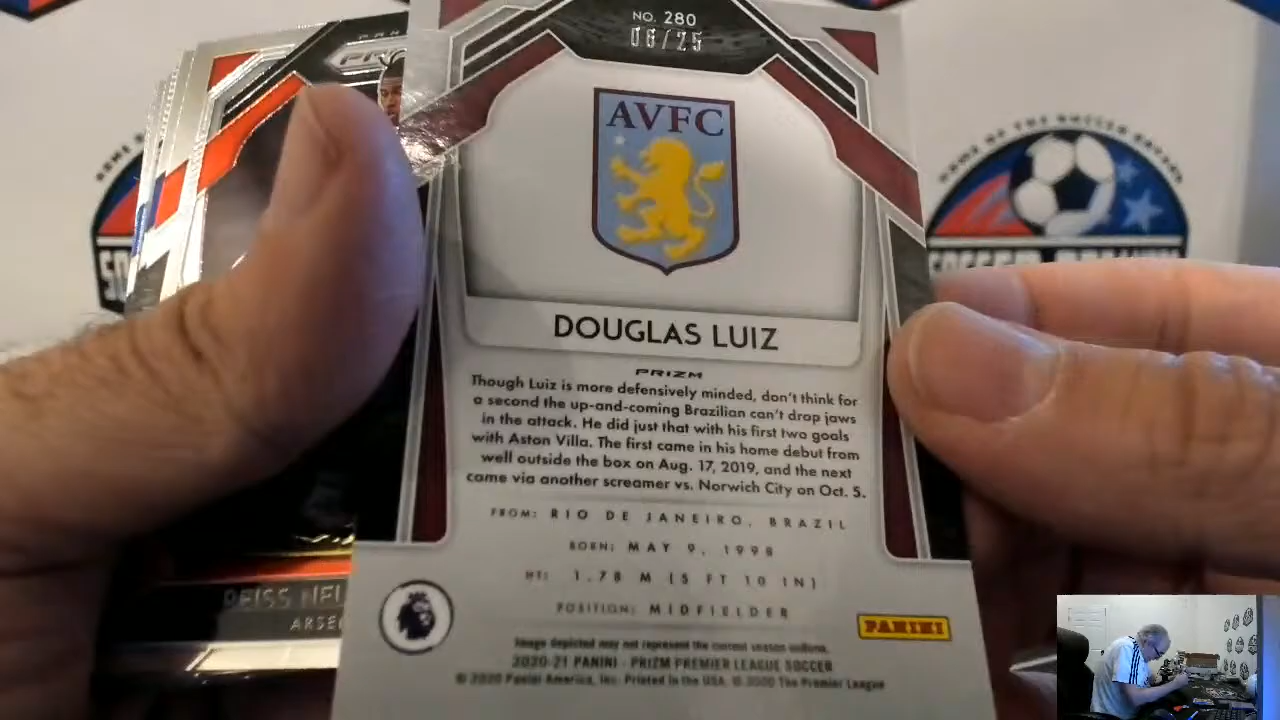 NO. 280
06/25
AVFC
DOUGLAS LUIZ
PRIZM
Though Luiz is more defensively minded, don't think for
a second the up-and-coming Brazilian can't drop jaws
in the attack. He did just that with his first two goals
with Aston Villa. The first came in his home debut from
well outside the box on Aug. 17, 2019, and the next
came via another screamer vs. Norwich City on Oct. 5.
FROM: RIO DE JANEIRO, BRAZIL
BORN: MAY 9, 1998
HT: 1.78 M (5 FT 10 IN)
POSITION: MIDFIELDER
PANINI
Image depicted may not represent the current season uniform.
2020-21 PANINI - PRIZM PREMIER LEAGUE SOCCER
© 2020 Panini America, Inc. Printed in the USA. © 2020 The Premier League
REISS NEL
ARSE